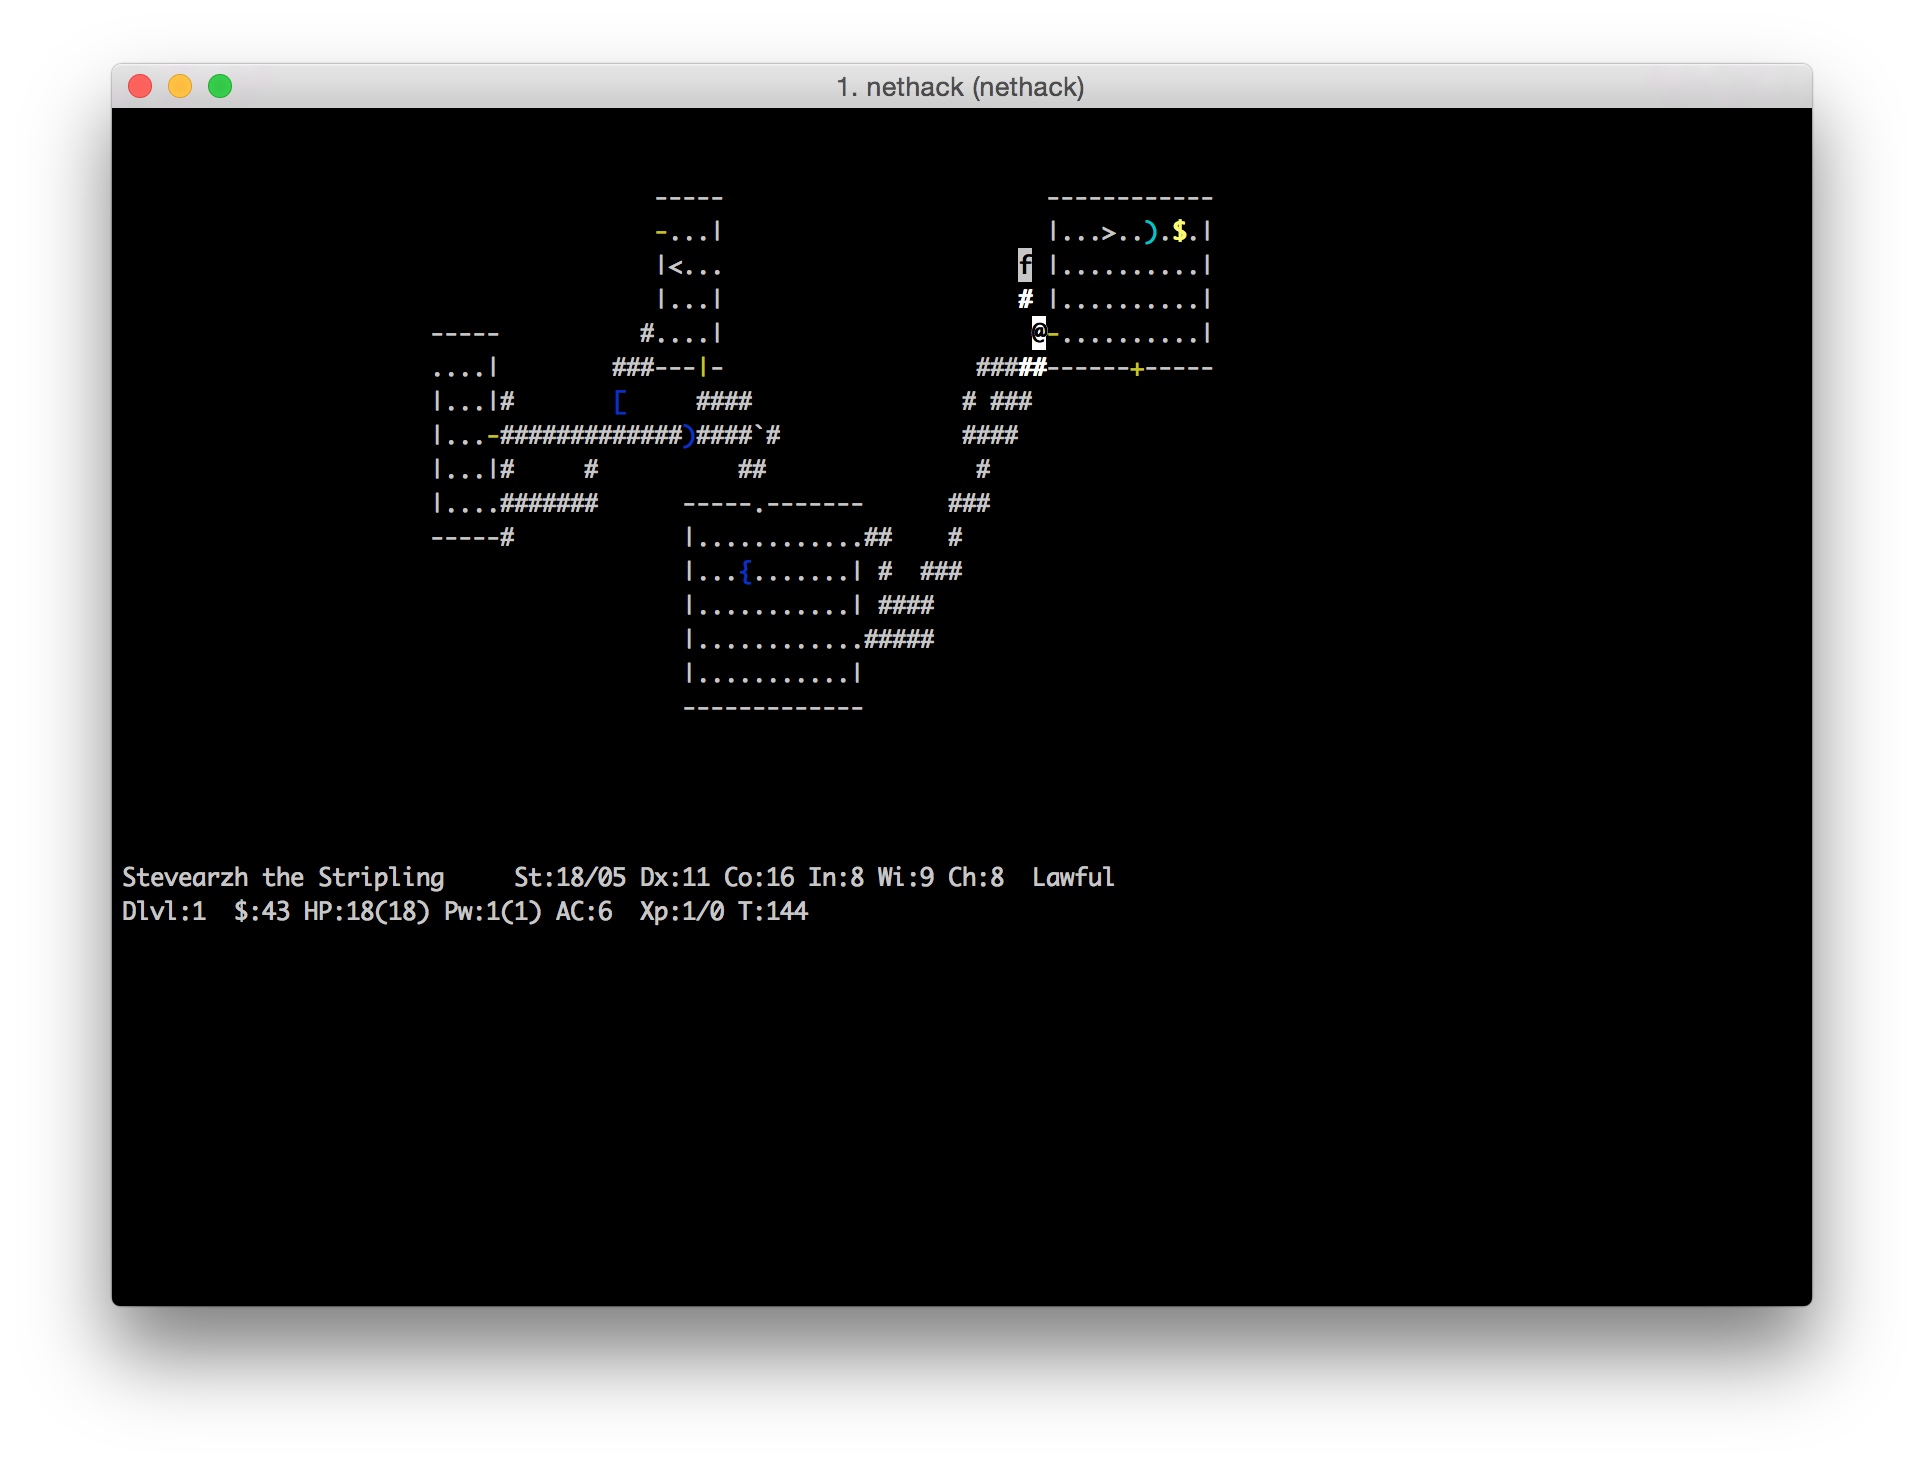 1. nethack (nethack)
                                       -----                       ------------
                                       -...|                       |...>..).$.|
                                       |<...                     f |..........|
                                       |...|                     # |..........|
                       -----          #....|                      @-..........|
                       ....|        ###---|-                  #####------+-----
                       |...|#       [     ####               # ###
                       |...-#############)####`#             ####
                       |...|#     #          ##               #
                       |....#######      -----.-------      ###
                       -----#            |............##    #
                                         |...{.......| #  ###
                                         |...........| ####
                                         |............#####
                                         |...........|
                                         -------------
Stevearzh the Stripling     St:18/05 Dx:11 Co:16 In:8 Wi:9 Ch:8  Lawful
Dlvl:1  $:43 HP:18(18) Pw:1(1) AC:6  Xp:1/0 T:144